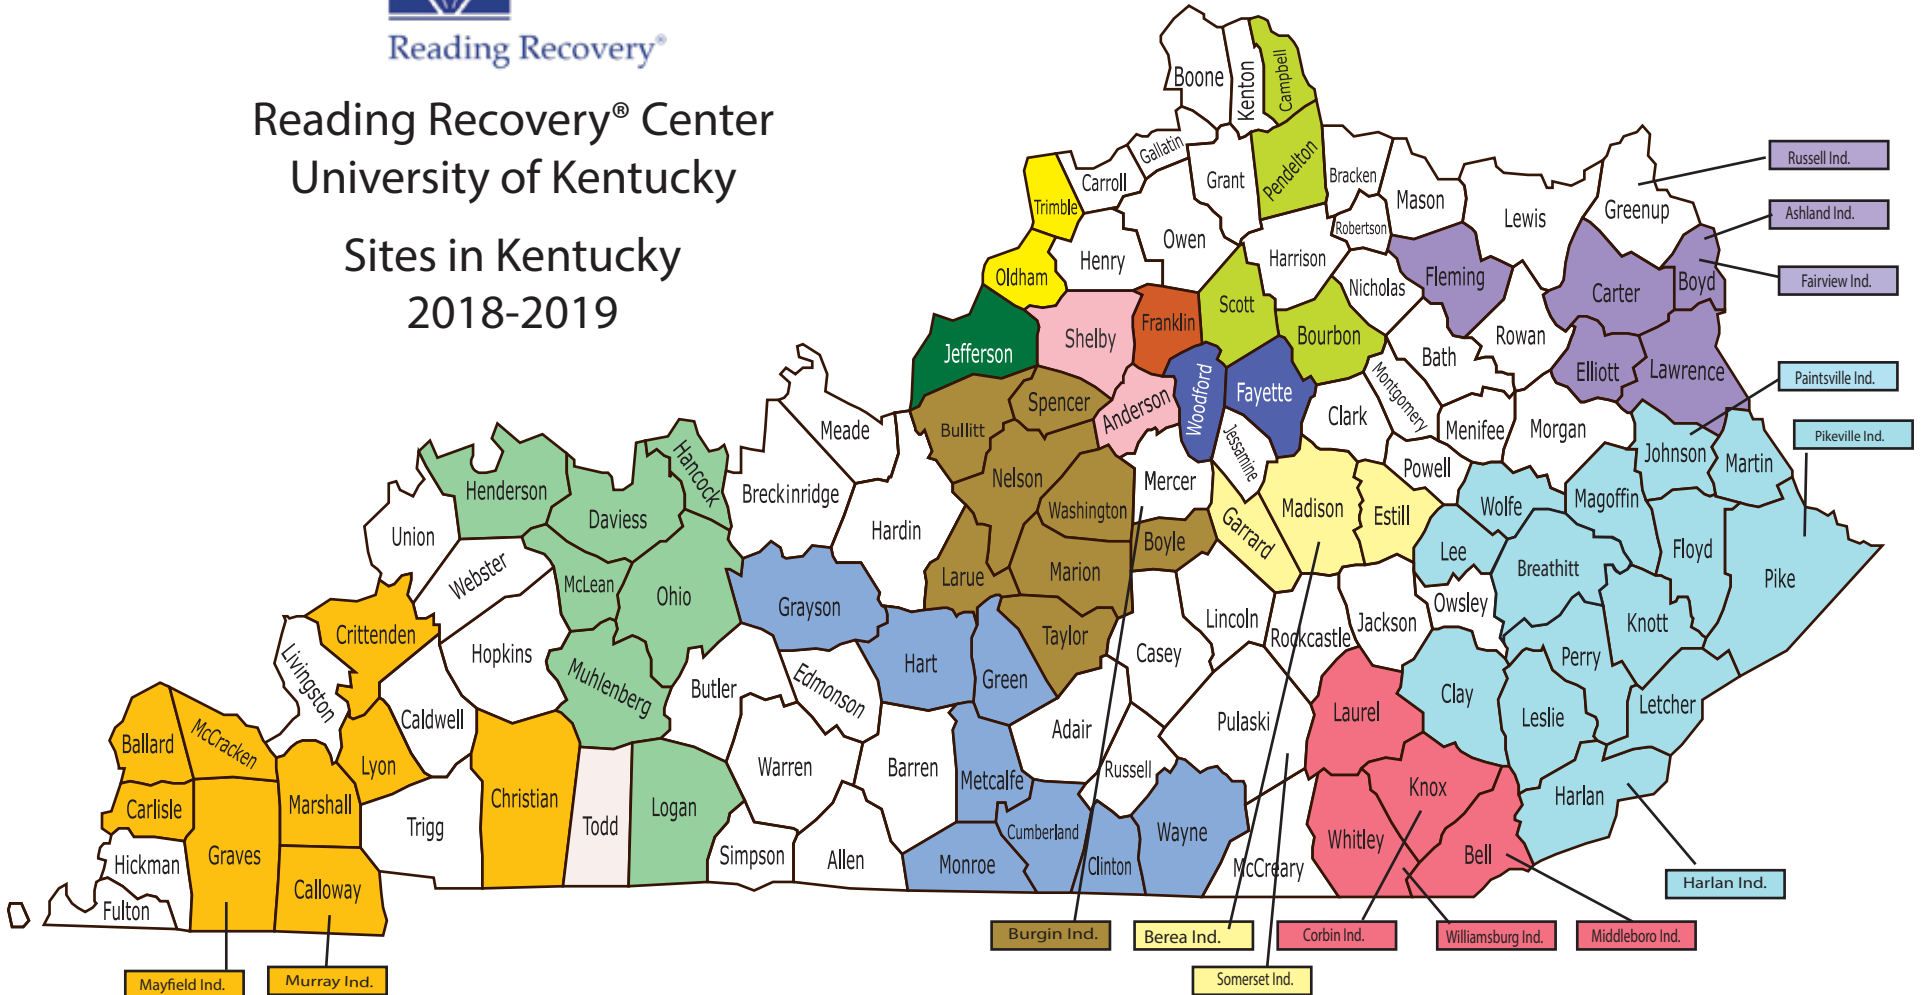 Reading Recovery®
Reading Recovery® Center
University of Kentucky
Sites in Kentucky
2018-2019
Boone
Kenton
Campbell
Gallatin
Carroll
Grant
Pendelton
Bracken
Mason
Robertson
Lewis
Greenup
Russell Ind.
Ashland Ind.
Fairview Ind.
Trimble
Owen
Henry
Harrison
Oldham
Nicholas
Fleming
Carter
Boyd
Scott
Franklin
Shelby
Jefferson
Bourbon
Rowan
Bath
Elliott
Lawrence
Paintsville Ind.
Pikeville Ind.
Spencer
Anderson
Woodford
Fayette
Clark
Montgomery
Menifee
Morgan
Meade
Bullitt
Jessamine
Powell
Johnson
Martin
Hancock
Henderson
Daviess
Breckinridge
Hardin
Nelson
Mercer
Washington
Madison
Estill
Wolfe
Magoffin
Union
Webster
McLean
Ohio
Boyle
Garrard
Lee
Breathitt
Floyd
Pike
Grayson
Larue
Marion
Owsley
Lincoln
Rockcastle
Jackson
Knott
Crittenden
Hopkins
Livingston
Muhlenberg
Butler
Edmonson
Hart
Green
Taylor
Casey
Perry
Clay
Leslie
Letcher
Laurel
Pulaski
Adair
Caldwell
Ballard
McCracken
Lyon
Warren
Barren
Metcalfe
Russell
Knox
Harlan
Carlisle
Marshall
Christian
Todd
Logan
Trigg
Cumberland
Wayne
Whitley
Bell
Hickman
Graves
Calloway
Simpson
Allen
Monroe
Clinton
McCreary
Fulton
Harlan Ind.
Burgin Ind.
Berea Ind.
Corbin Ind.
Williamsburg Ind.
Middleboro Ind.
Mayfield Ind.
Murray Ind.
Somerset Ind.